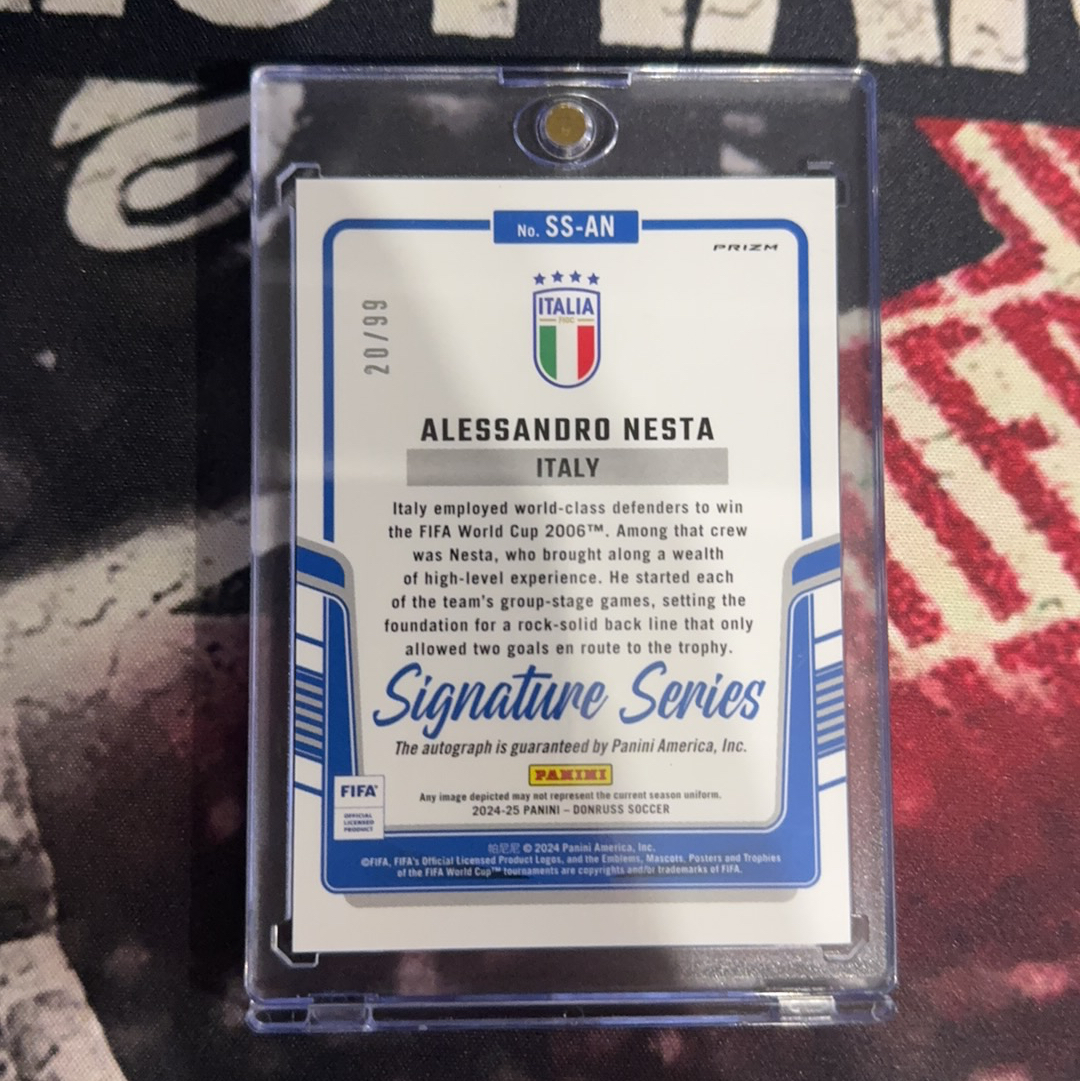 No. SS-AN
PRIZM
20/99
ITALIA
FIGC
ALESSANDRO NESTA
ITALY
Italy employed world-class defenders to win
the FIFA World Cup 2006™. Among that crew
was Nesta, who brought along a wealth
of high-level experience. He started each
of the team's group-stage games, setting the
foundation for a rock-solid back line that only
allowed two goals en route to the trophy.
Signature Series
The autograph is guaranteed by Panini America, Inc.
PANINI
Any image depicted may not represent the current season uniform.
2024-25 PANINI – DONRUSS SOCCER
FIFA®
OFFICIAL
LICENSED
PRODUCT
帕尼尼 © 2024 Panini America, Inc.
©FIFA, FIFA's Official Licensed Product Logos, and the Emblems, Mascots, Posters and Trophies
of the FIFA World Cup™ tournaments are copyrights and/or trademarks of FIFA.